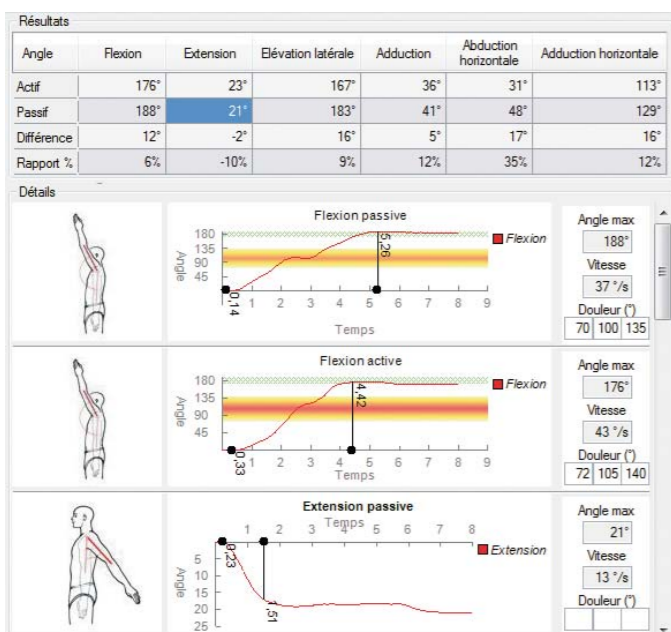 Résultats
Angle Flexion Extension Elévation latérale Adduction Abduction horizontale Adduction horizontale
Actif 176° 23° 167° 36° 31° 113°
Passif 188° 21° 183° 41° 48° 129°
Différence 12° -2° 16° 5° 17° 16°
Rapport % 6% -10% 9% 12% 35% 12%
Détails
Flexion passive
180
135
90
45
Angle
0,14
5,26
1 2 3 4 5 6 7 8 9
Temps
Flexion
Angle max
188°
Vitesse
37 °/s
Douleur (°)
70 100 135
Flexion active
180
135
90
45
Angle
0,33
4,42
1 2 3 4 5 6 7 8 9
Temps
Flexion
Angle max
176°
Vitesse
43 °/s
Douleur (°)
72 105 140
Extension passive
Temps
1 2 3 4 5 6 7 8
5
10
15
20
25
Angle
0,23
1,51
Extension
Angle max
21°
Vitesse
13 °/s
Douleur (°)